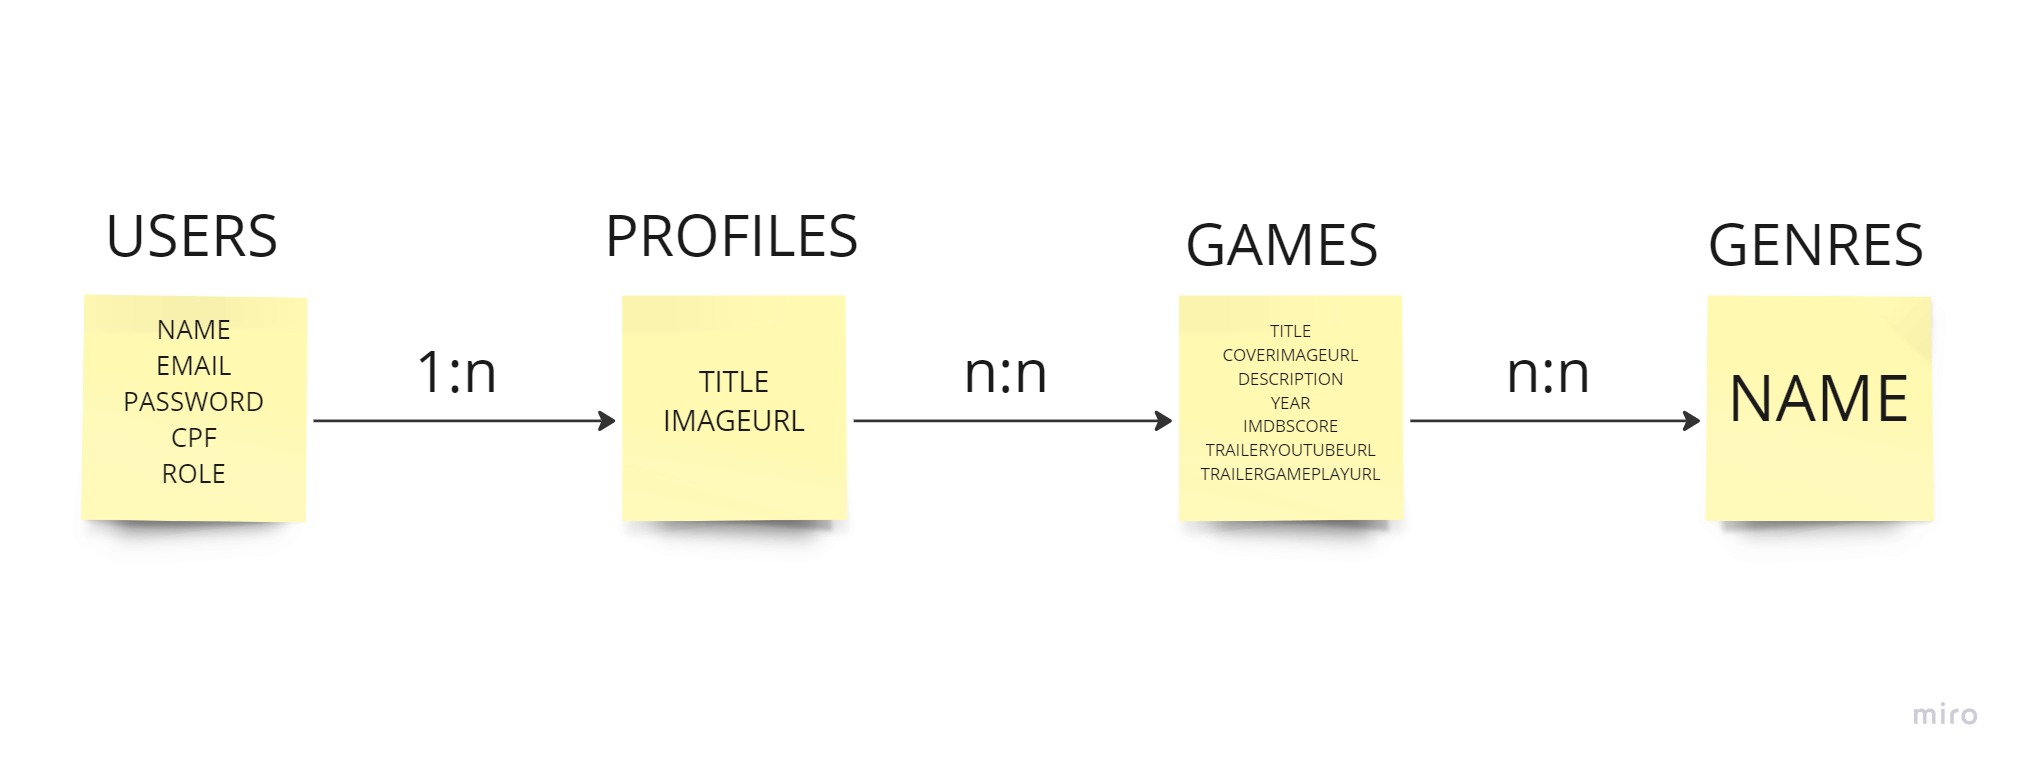 USERS
NAME
EMAIL
PASSWORD
CPF
ROLE
1:n
PROFILES
TITLE
IMAGEURL
n:n
GAMES
TITLE
COVERIMAGEURL
DESCRIPTION
YEAR
IMDBSCORE
TRAILERYOUTUBEURL
TRAILERGAMEPLAYURL
n:n
GENRES
NAME
miro